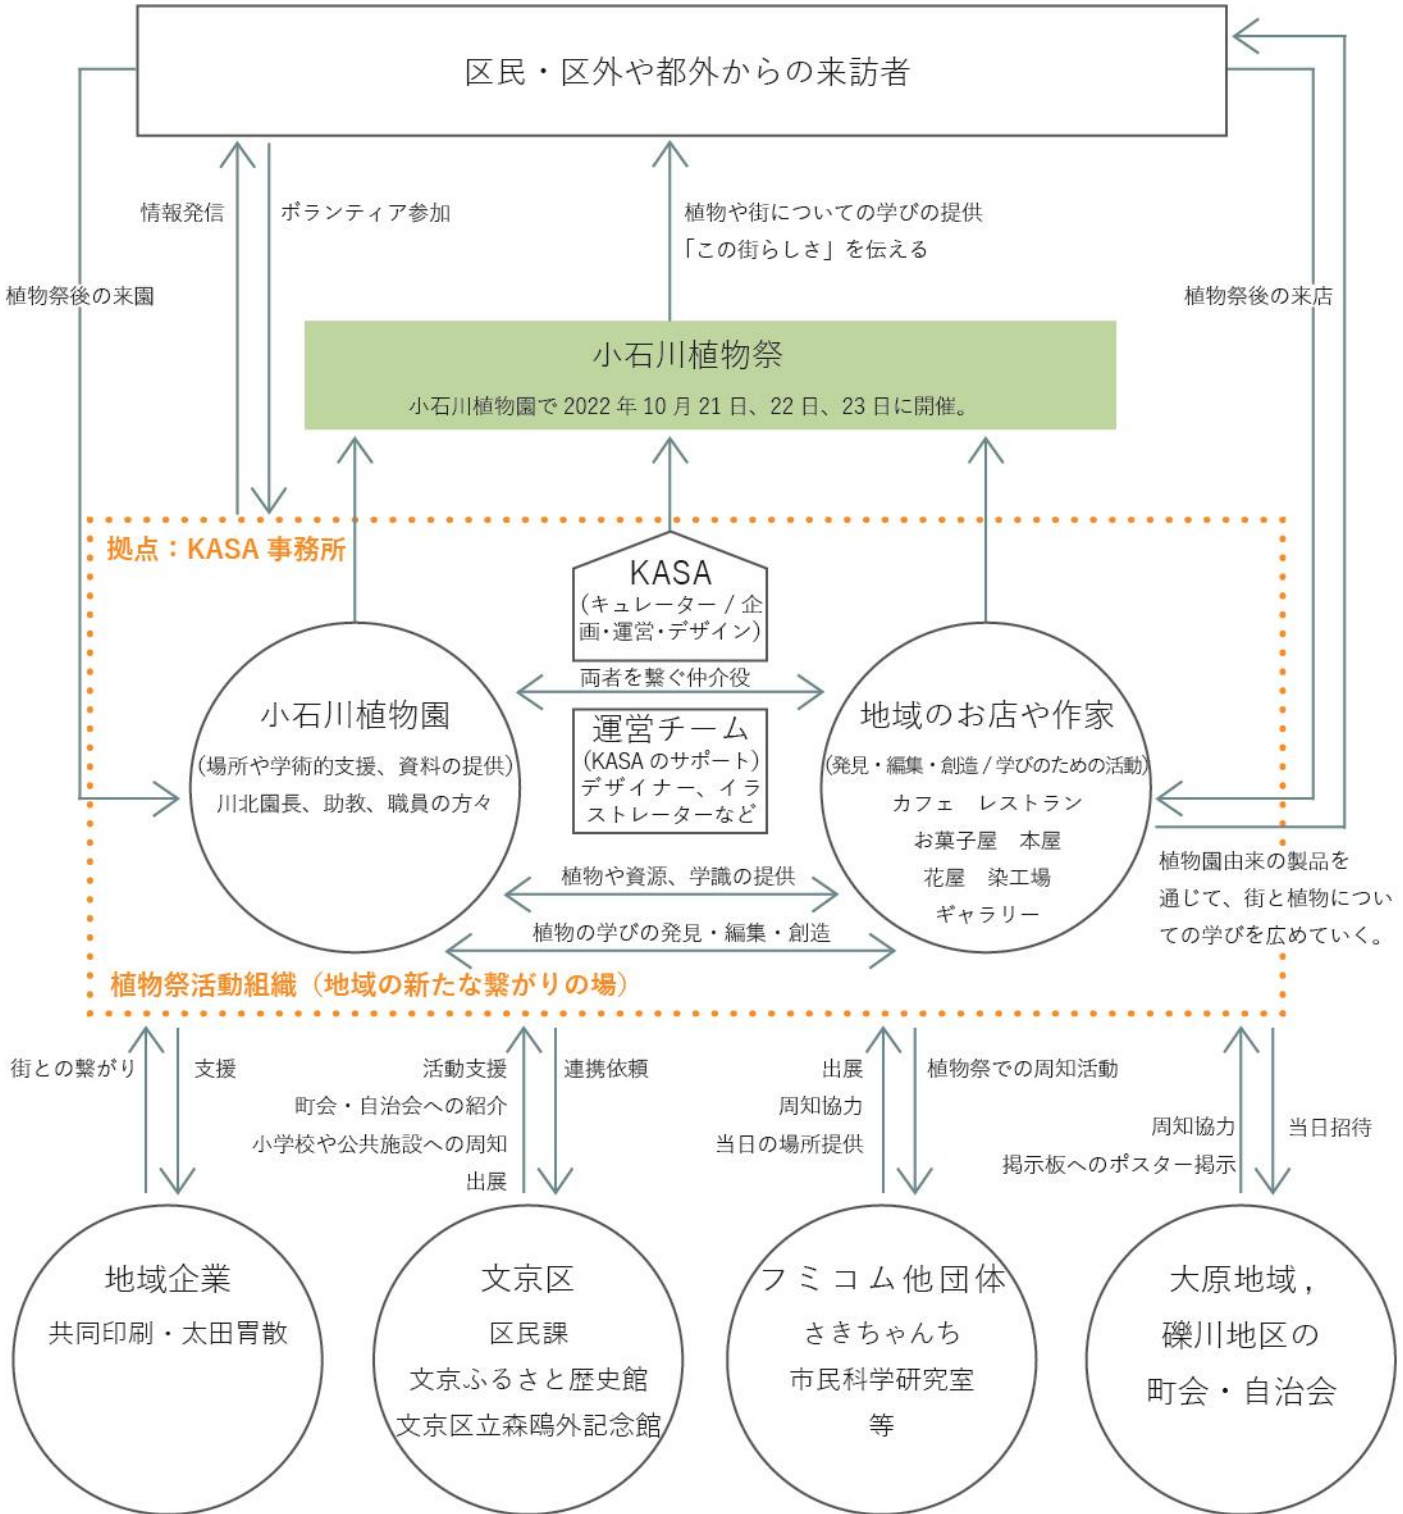 区民・区外や都外からの来訪者
情報発信
ボランティア参加
植物や街についての学びの提供
「この街らしさ」を伝える
植物祭後の来園
植物祭後の来店
小石川植物祭
小石川植物園で 2022 年 10 月 21 日、22 日、23 日に開催。
拠点：KASA 事務所
KASA
(キュレーター / 企
画・運営・デザイン)
両者を繋ぐ仲介役
小石川植物園
(場所や学術的支援、資料の提供)
川北園長、助教、職員の方々
運営チーム
(KASA のサポート)
デザイナー、イラ
ストレーターなど
地域のお店や作家
(発見・編集・創造 / 学びのための活動)
カフェ　レストラン
お菓子屋　本屋
花屋　染工場
ギャラリー
植物や資源、学識の提供
植物の学びの発見・編集・創造
植物園由来の製品を
通じて、街と植物につい
ての学びを広めていく。
植物祭活動組織（地域の新たな繋がりの場）
街との繋がり
支援
活動支援
町会・自治会への紹介
小学校や公共施設への周知
出展
連携依頼
出展
周知協力
当日の場所提供
植物祭での周知活動
周知協力
掲示板へのポスター掲示
当日招待
地域企業
共同印刷・太田胃散
文京区
区民課
文京ふるさと歴史館
文京区立森鴎外記念館
フミコム他団体
さきちゃんち
市民科学研究室
等
大原地域，
礫川地区の
町会・自治会